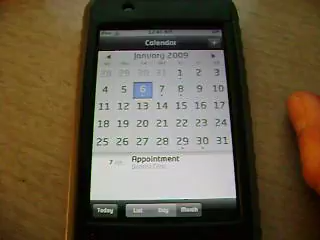 Calendar +
January 2009
28 29 30 31 1 2 3
4 5 6 7 8 9 10
11 12 13 14 15 16 17
18 19 20 21 22 23 24
25 26 27 28 29 30 31
7 Appointment
Today List Day Month